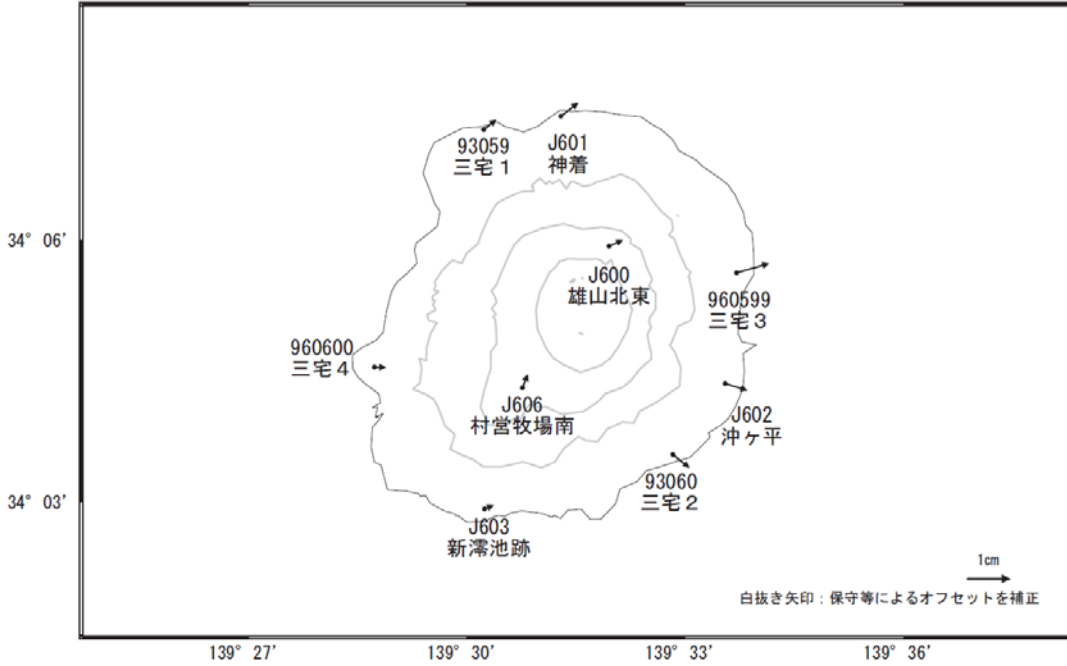 93059
三宅１
J601
神着
34° 06'
J600
雄山北東
960599
三宅３
960600
三宅４
J606
村営牧場南
J602
沖ヶ平
93060
三宅２
34° 03'
J603
新澪池跡
1cm
白抜き矢印：保守等によるオフセットを補正
139° 27'
139° 30'
139° 33'
139° 36'